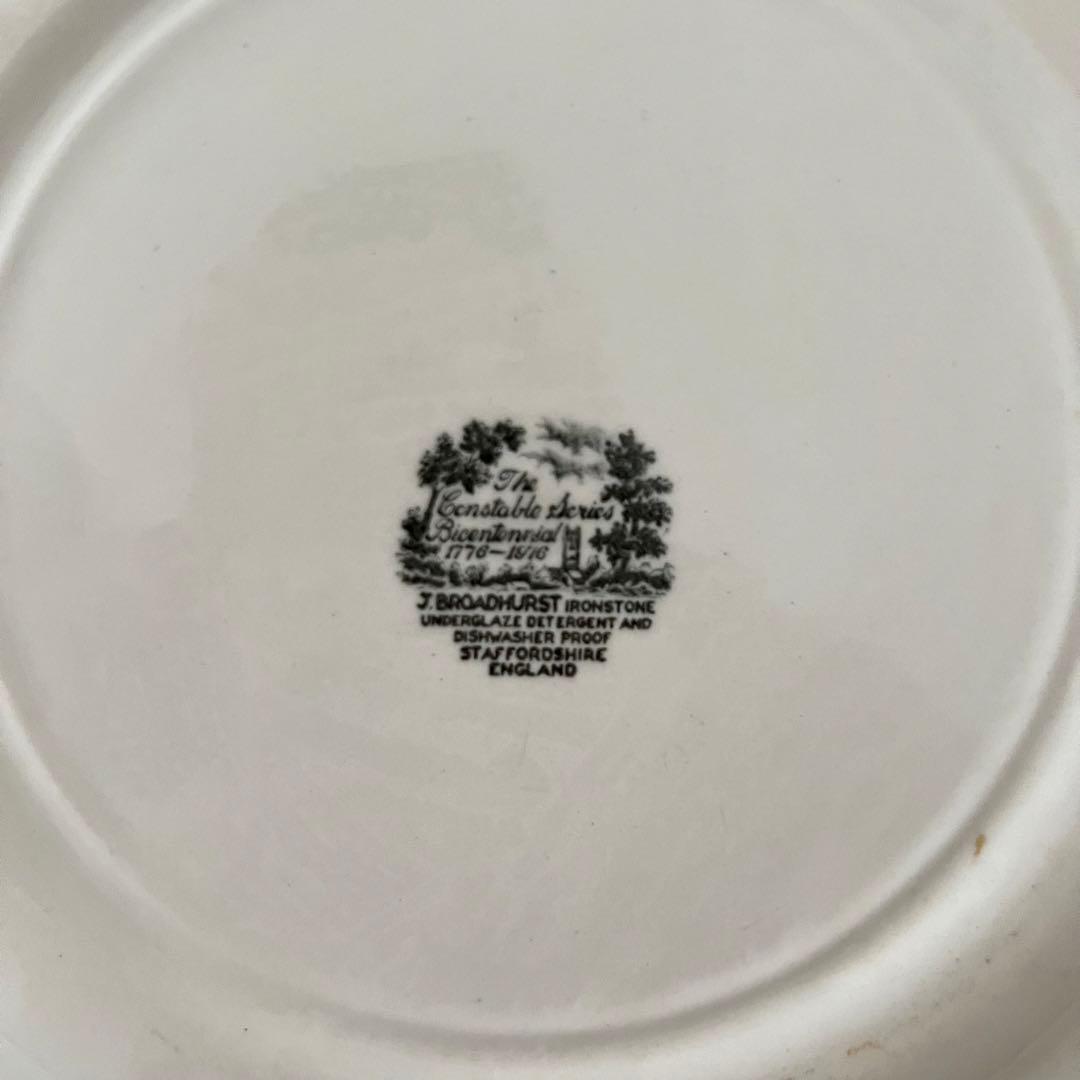 The
Constable Series
Bicentennial
1776-1976
J. BROADHURST IRONSTONE
UNDERGLAZE DETERGENT AND
DISHWASHER PROOF
STAFFORDSHIRE
ENGLAND